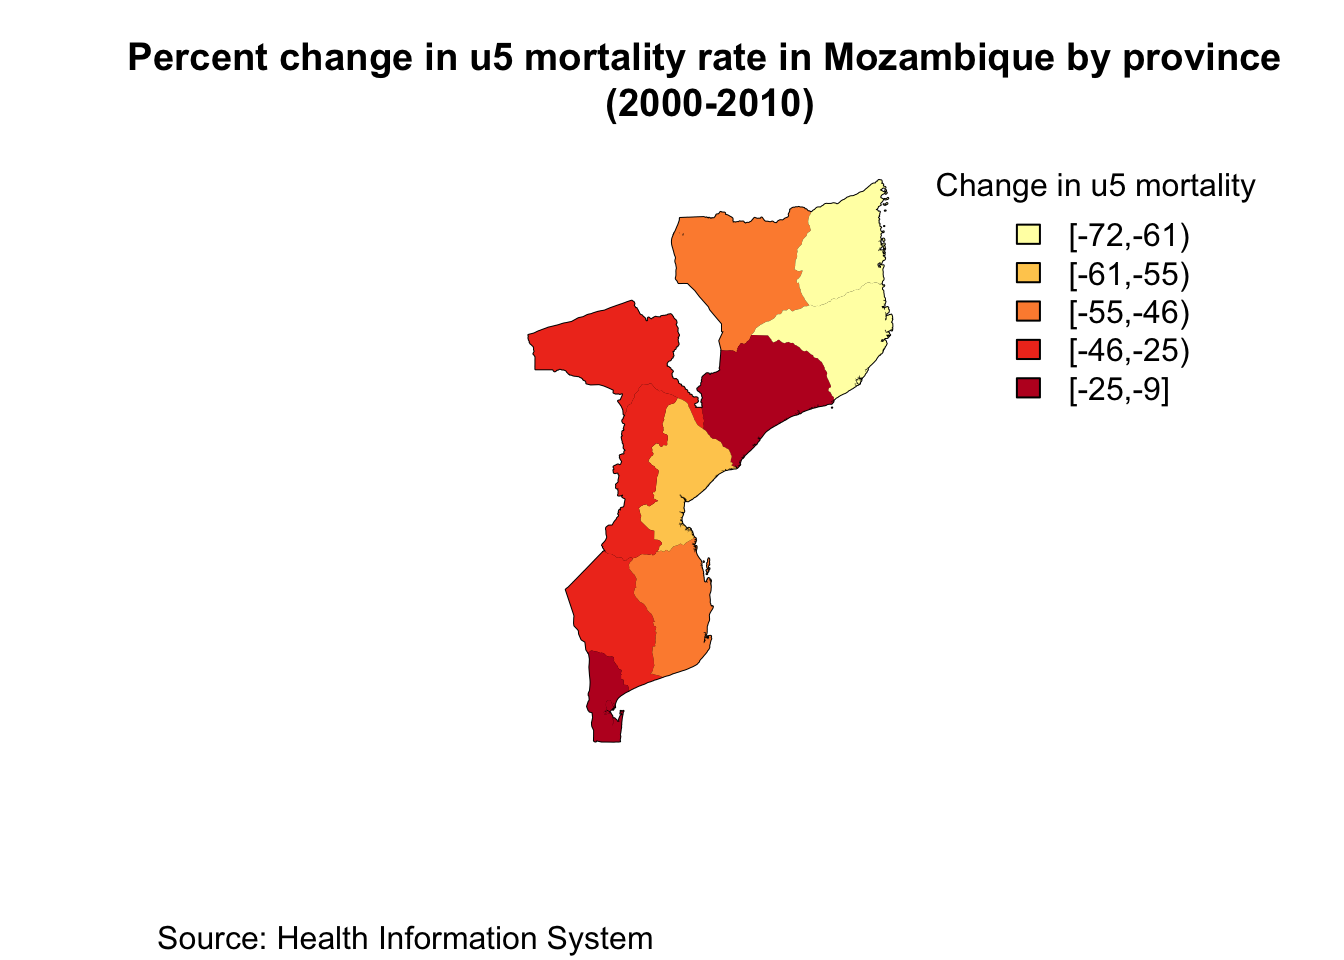 Percent change in u5 mortality rate in Mozambique by province
(2000-2010)
Change in u5 mortality
[-72,-61)
[-61,-55)
[-55,-46)
[-46,-25)
[-25,-9]
Source: Health Information System